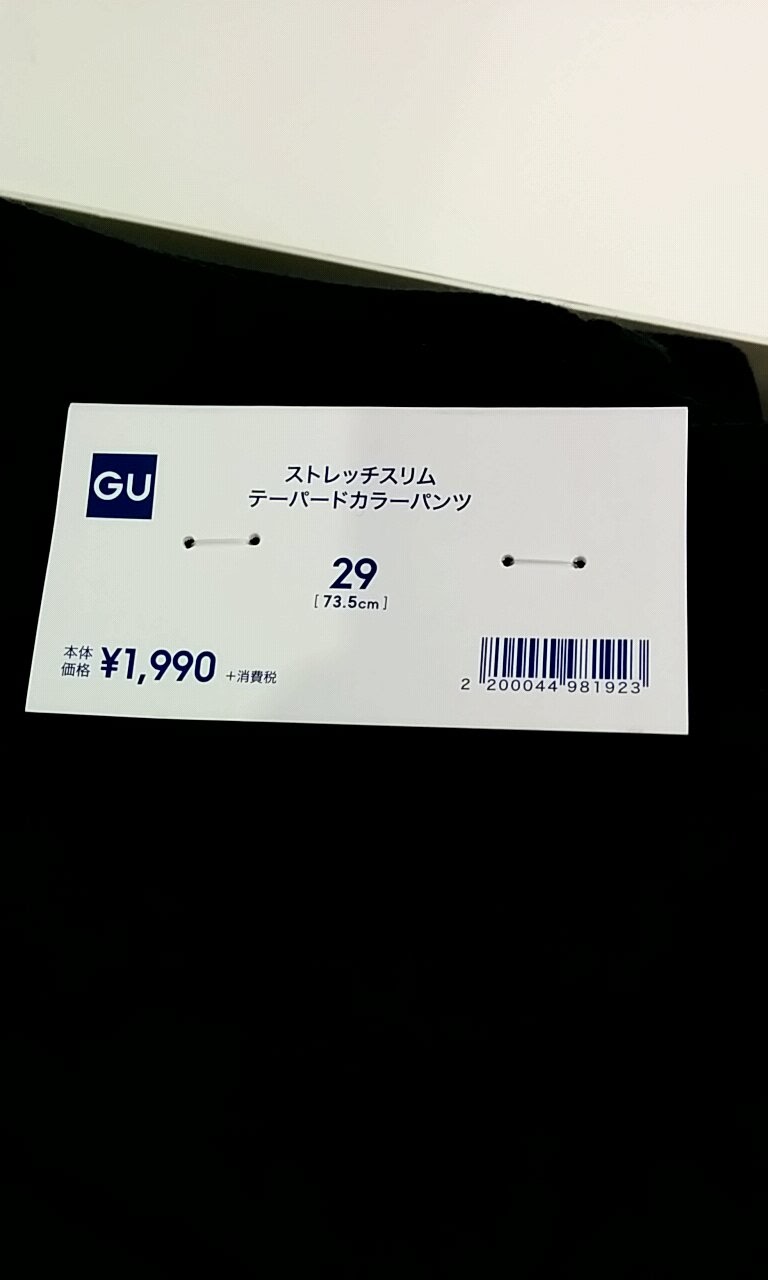 GU
ストレッチスリム
テーパードカラーパンツ
29
[73.5cm]
本体
価格 ¥1,990 +消費税
2 200044 981923